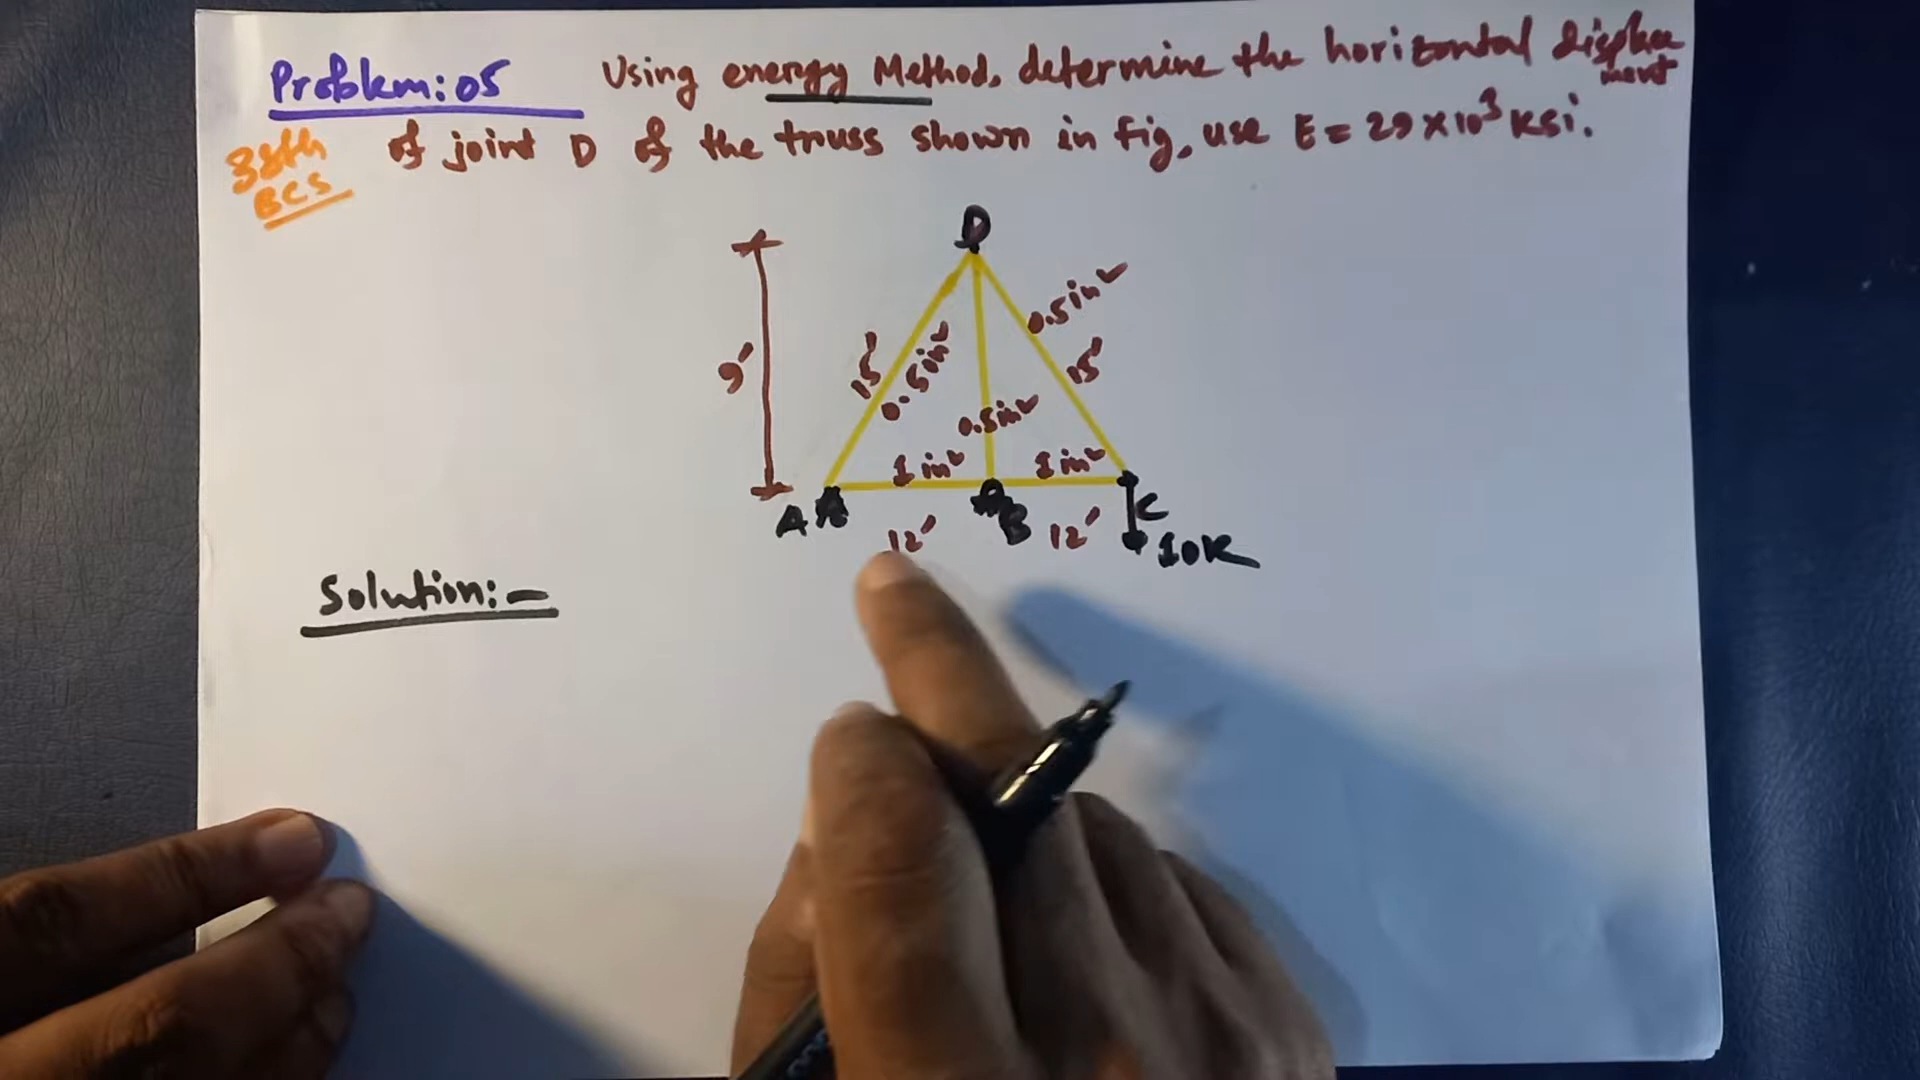 Problem: 05 Using energy Method, determine the horizontal displacement
38th BCS
of joint D of the truss shown in fig, use E = 29×10³ ksi.
D
0.5in²
9'
15'
0.5in²
15'
0.5in²
1in²
1in²
A
B
C
12'
12'
10K
Solution:-